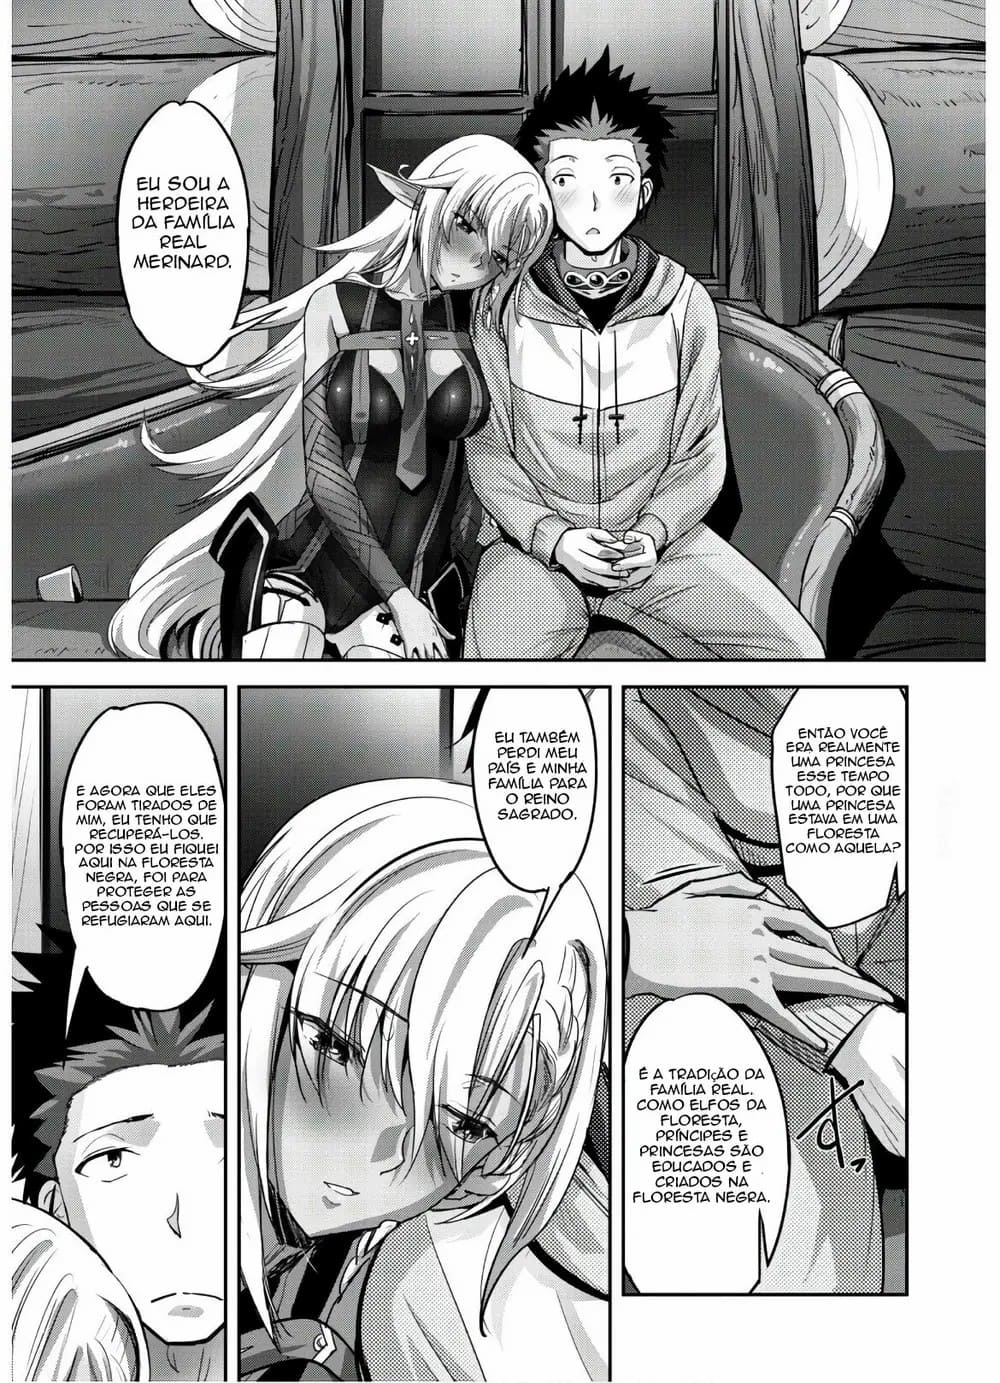 EU SOU A
HERDEIRA
DA FAMÍLIA
REAL
MERINARD.
ENTÃO VOCÊ
ERA REALMENTE
UMA PRINCESA
ESSE TEMPO
TODO, POR QUE
UMA PRINCESA
ESTAVA EM UMA
FLORESTA
COMO AQUELA?
É A TRADIÇÃO DA
FAMÍLIA REAL.
COMO ELFOS DA
FLORESTA,
PRÍNCIPES E
PRINCESAS SÃO
EDUCADOS E
CRIADOS NA
FLORESTA NEGRA.
EU TAMBÉM
PERDI MEU
PAÍS E MINHA
FAMÍLIA PARA
O REINO
SAGRADO.
E AGORA QUE ELES
FORAM TIRADOS DE
MIM, EU TENHO QUE
RECUPERÁ-LOS.
POR ISSO EU FIQUEI
AQUI NA FLORESTA
NEGRA, FOI PARA
PROTEGER AS
PESSOAS QUE SE
REFUGIARAM AQUI.